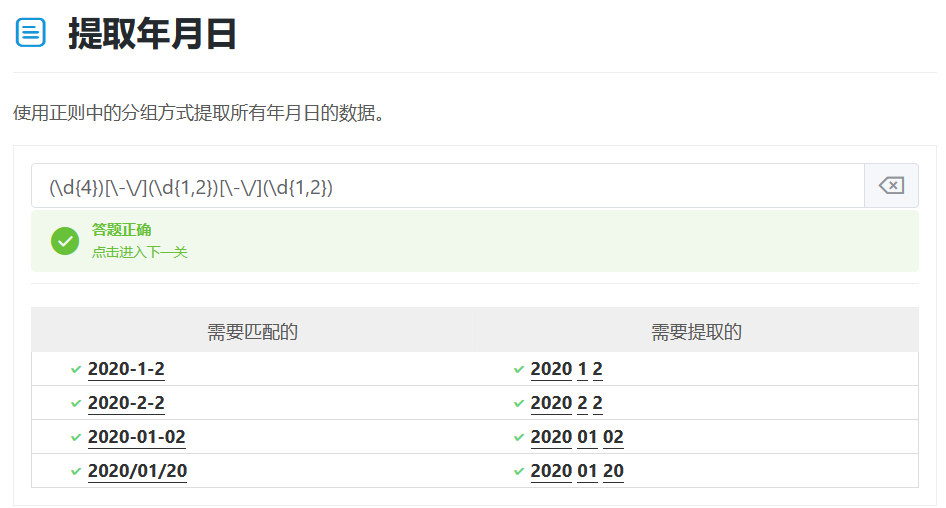 提取年月日
使用正则中的分组方式提取所有年月日的数据。
(\d{4})[\-\/](\d{1,2})[\-\/](\d{1,2})
答题正确
点击进入下一关
需要匹配的 需要提取的
2020-1-2 2020 1 2
2020-2-2 2020 2 2
2020-01-02 2020 01 02
2020/01/20 2020 01 20